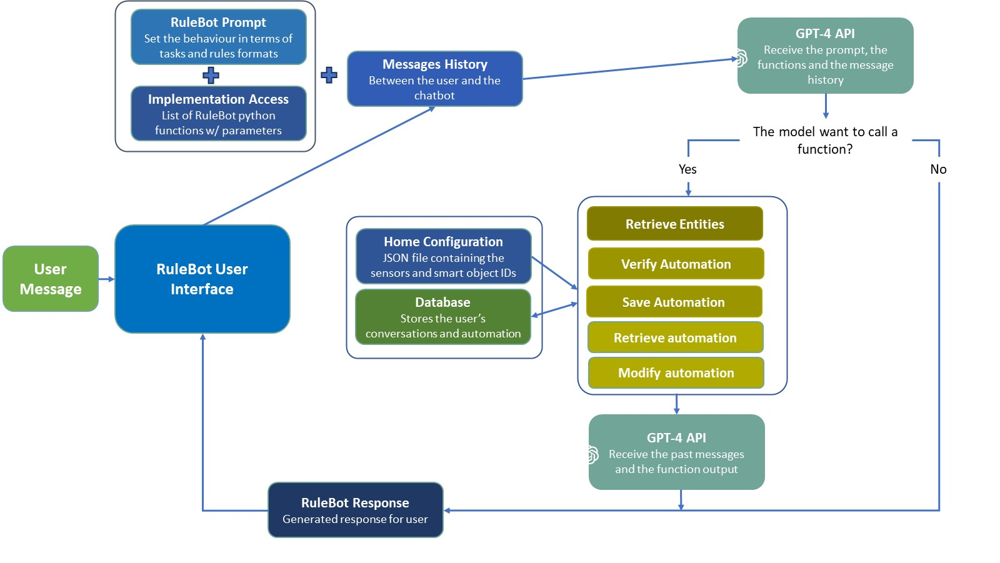 RuleBot Prompt
Set the behaviour in terms of
tasks and rules formats
Implementation Access
List of RuleBot python
functions w/ parameters
Messages History
Between the user and the
chatbot
GPT-4 API
Receive the prompt, the
functions and the message
history
The model want to call a
function?
Yes
No
User
Message
RuleBot User
Interface
Home Configuration
JSON file containing the
sensors and smart object IDs
Database
Stores the user’s
conversations and automation
Retrieve Entities
Verify Automation
Save Automation
Retrieve automation
Modify automation
GPT-4 API
Receive the past messages
and the function output
RuleBot Response
Generated response for user